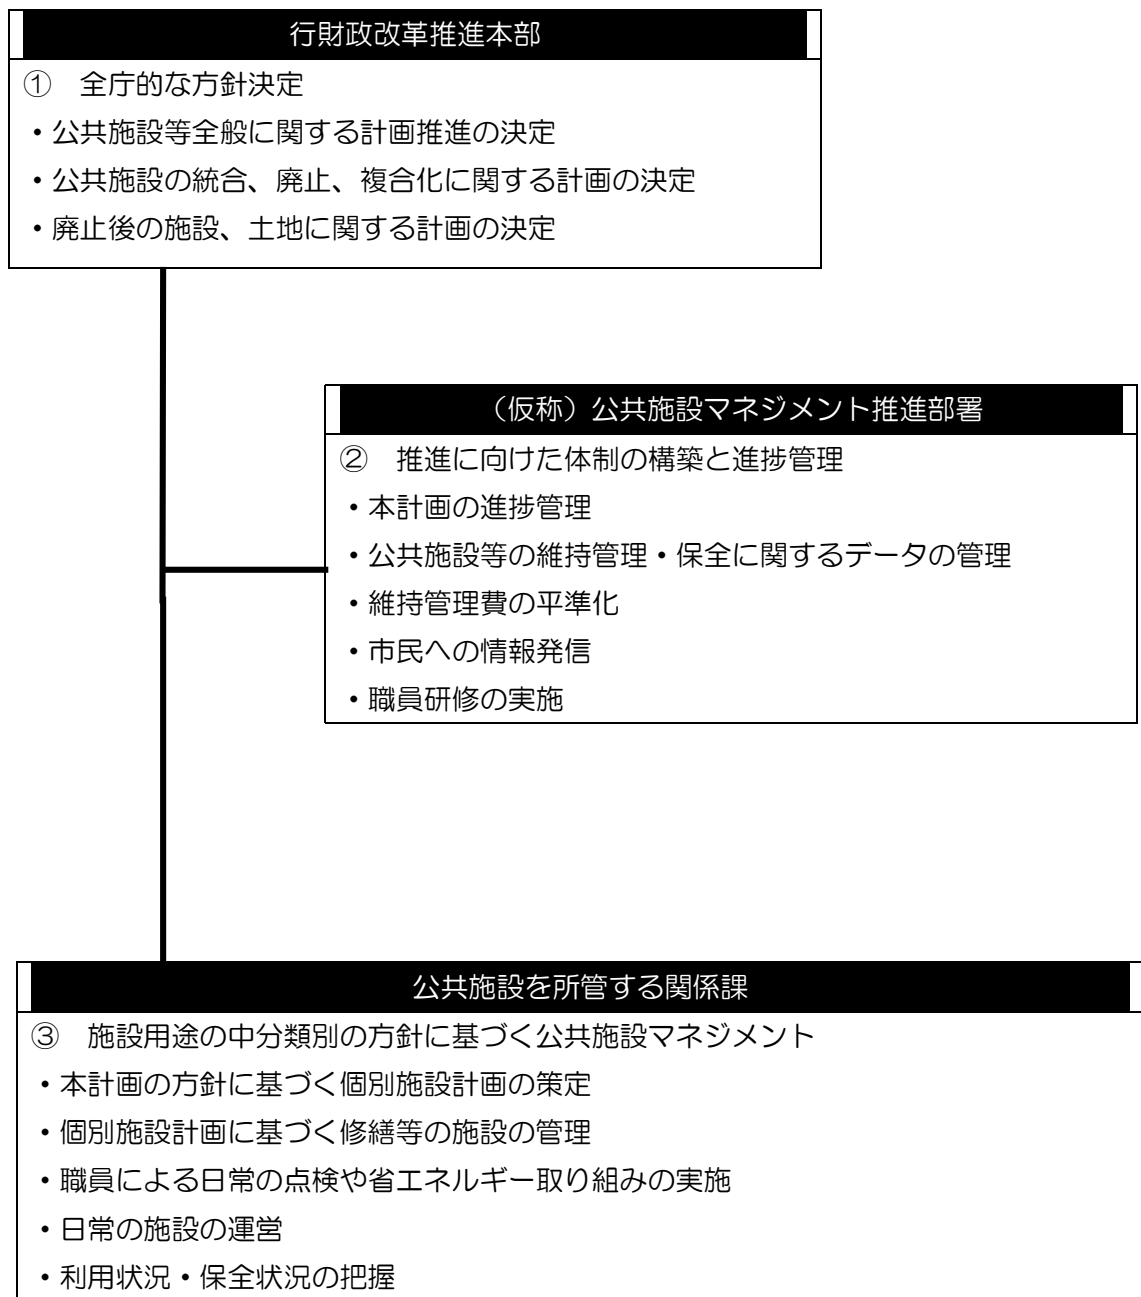 行財政改革推進本部
① 全庁的な方針決定
・公共施設等全般に関する計画推進の決定
・公共施設の統合、廃止、複合化に関する計画の決定
・廃止後の施設、土地に関する計画の決定
（仮称）公共施設マネジメント推進部署
② 推進に向けた体制の構築と進捗管理
・本計画の進捗管理
・公共施設等の維持管理・保全に関するデータの管理
・維持管理費の平準化
・市民への情報発信
・職員研修の実施
公共施設を所管する関係課
③ 施設用途の中分類別の方針に基づく公共施設マネジメント
・本計画の方針に基づく個別施設計画の策定
・個別施設計画に基づく修繕等の施設の管理
・職員による日常の点検や省エネルギー取り組みの実施
・日常の施設の運営
・利用状況・保全状況の把握